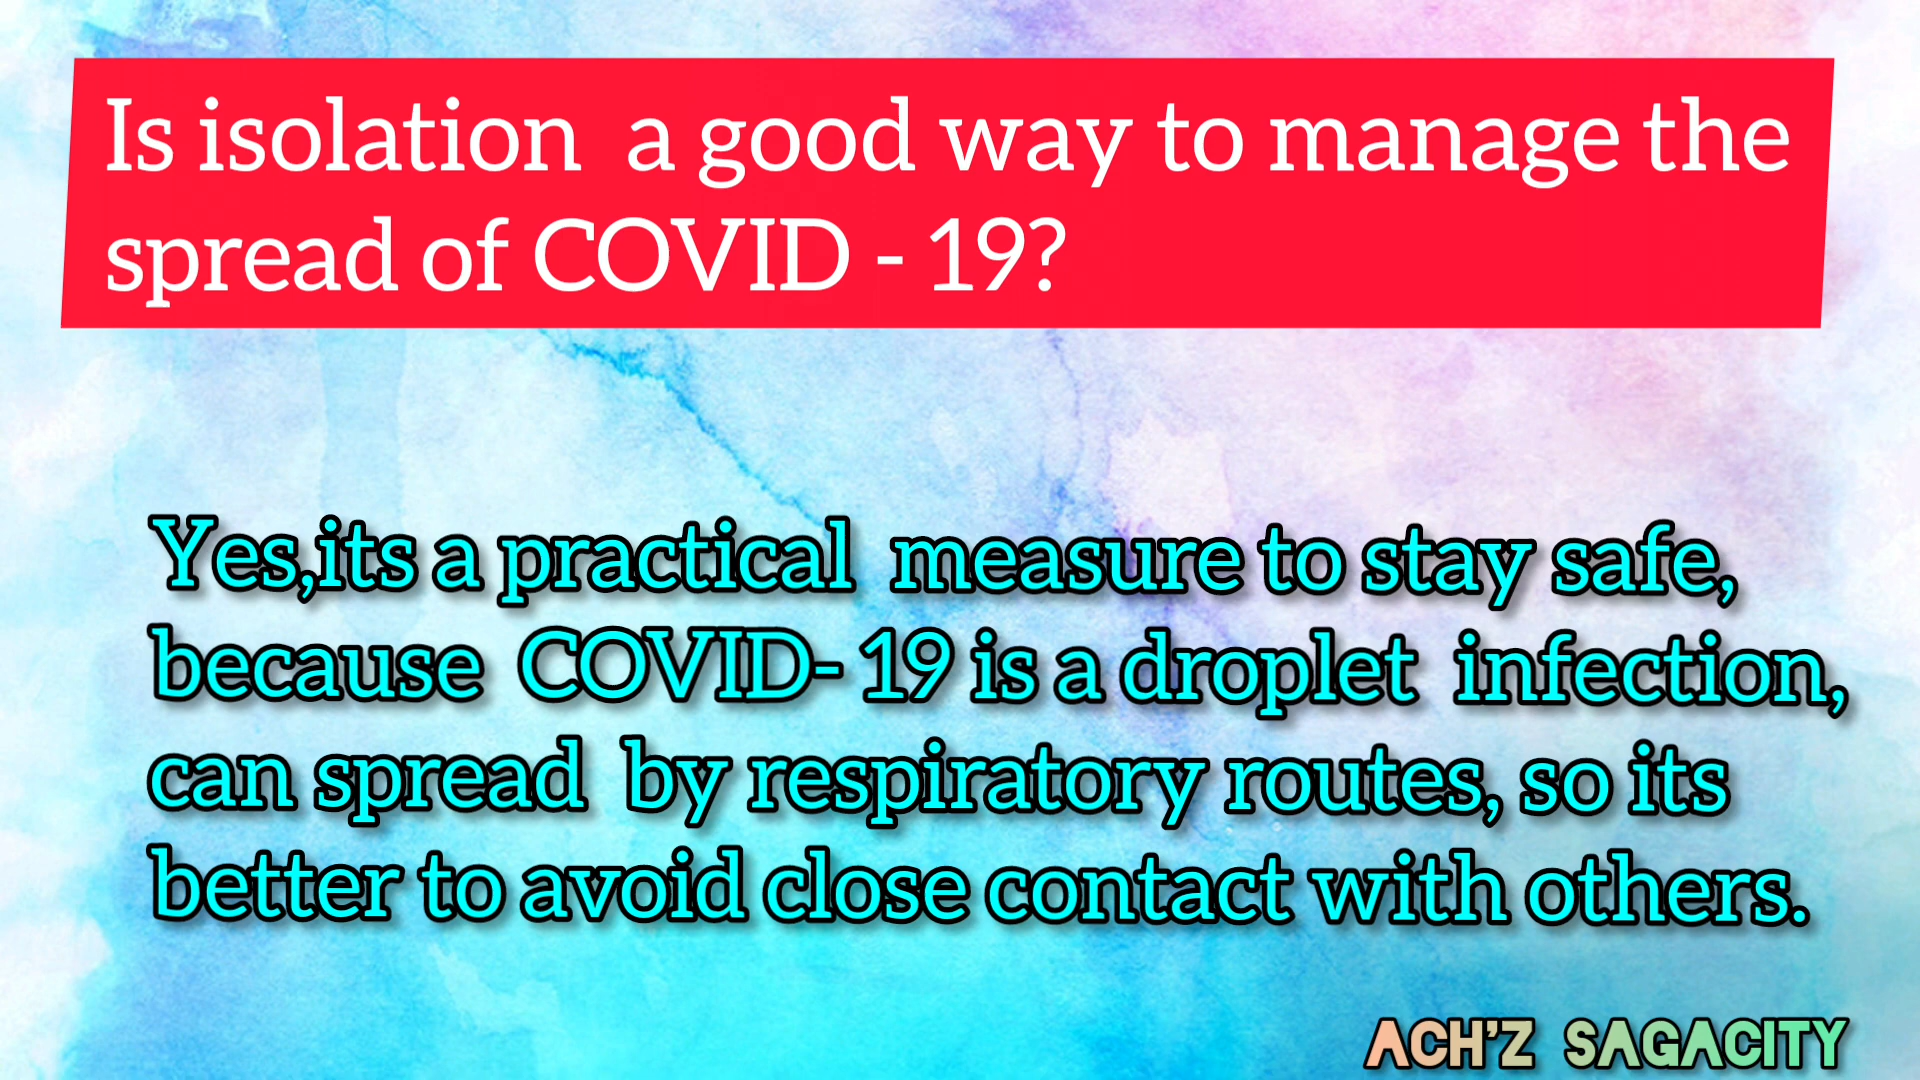 Is isolation a good way to manage the
spread of COVID - 19?
Yes,its a practical measure to stay safe,
because COVID- 19 is a droplet infection,
can spread by respiratory routes, so its
better to avoid close contact with others.
ACH'Z SAGACITY